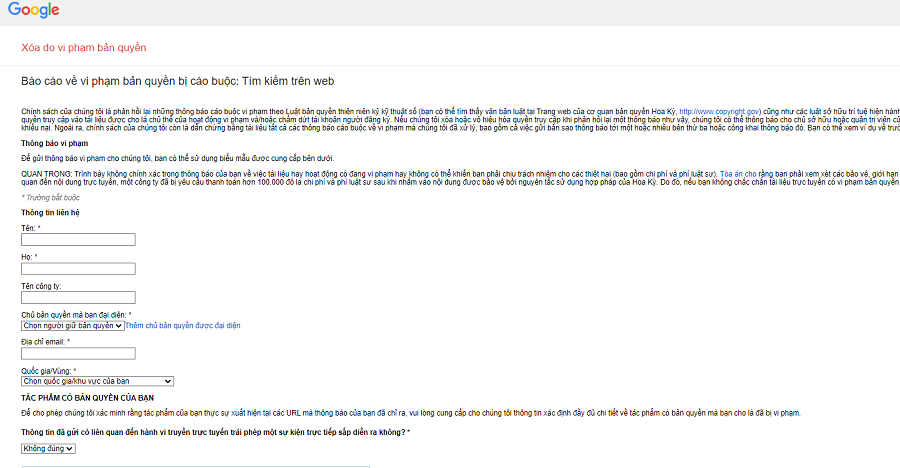 Google
Xóa do vi phạm bản quyền
Báo cáo về vi phạm bản quyền bị cáo buộc: Tìm kiếm trên web
Chính sách của chúng tôi là phản hồi lại những thông báo cáo buộc vi phạm theo Luật bản quyền thiên niên kỷ kỹ thuật số (bạn có thể tìm thấy văn bản luật tại Trang web của cơ quan bản quyền Hoa Kỳ, http://www.copyright.gov) cũng như các luật sở hữu trí tuệ hiện hành
quyền truy cập vào tài liệu được cho là chủ thể của hoạt động vi phạm và/hoặc chấm dứt tài khoản người đăng ký. Nếu chúng tôi xóa hoặc vô hiệu hóa quyền truy cập khi phản hồi lại một thông báo như vậy, chúng tôi có thể thông báo cho chủ sở hữu hoặc quản trị viên củ
khiếu nại. Ngoài ra, chính sách của chúng tôi còn là dẫn chứng bằng tài liệu tất cả các thông báo cáo buộc về vi phạm mà chúng tôi đã xử lý, bao gồm cả việc gửi bản sao thông báo tới một hoặc nhiều bên thứ ba hoặc công khai thông báo đó. Bạn có thể xem ví dụ về trướ
Thông báo vi phạm
Để gửi thông báo vi phạm cho chúng tôi, bạn có thể sử dụng biểu mẫu được cung cấp bên dưới.
QUAN TRỌNG: Trình bày không chính xác trong thông báo của bạn về việc tài liệu hay hoạt động có đang vi phạm hay không có thể khiến bạn phải chịu trách nhiệm cho các thiệt hại (bao gồm chi phí và phí luật sư). Tòa án cho rằng bạn phải xem xét các bảo vệ, giới hạn
quan đến nội dung trực tuyến, một công ty đã bị yêu cầu thanh toán hơn 100.000 đô la chi phí và phí luật sư sau khi nhắm vào nội dung được bảo vệ bởi nguyên tắc sử dụng hợp pháp của Hoa Kỳ. Do đó, nếu bạn không chắc chắn tài liệu trực tuyến có vi phạm bản quyền
* Trường bắt buộc
Thông tin liên hệ
Tên: *
Họ: *
Tên công ty:
Chủ bản quyền mà bạn đại diện: *
Chọn người giữ bản quyền Thêm chủ bản quyền được đại diện
Địa chỉ email: *
Quốc gia/Vùng: *
Chọn quốc gia/khu vực của bạn
TÁC PHẨM CÓ BẢN QUYỀN CỦA BẠN
Để cho phép chúng tôi xác minh rằng tác phẩm của bạn thực sự xuất hiện tại các URL mà thông báo của bạn đã chỉ ra, vui lòng cung cấp cho chúng tôi thông tin xác định đầy đủ chi tiết về tác phẩm có bản quyền mà bạn cho là đã bị vi phạm.
Thông tin đã gửi có liên quan đến hành vi truyền trực tuyến trái phép một sự kiện trực tiếp sắp diễn ra không? *
Không đúng